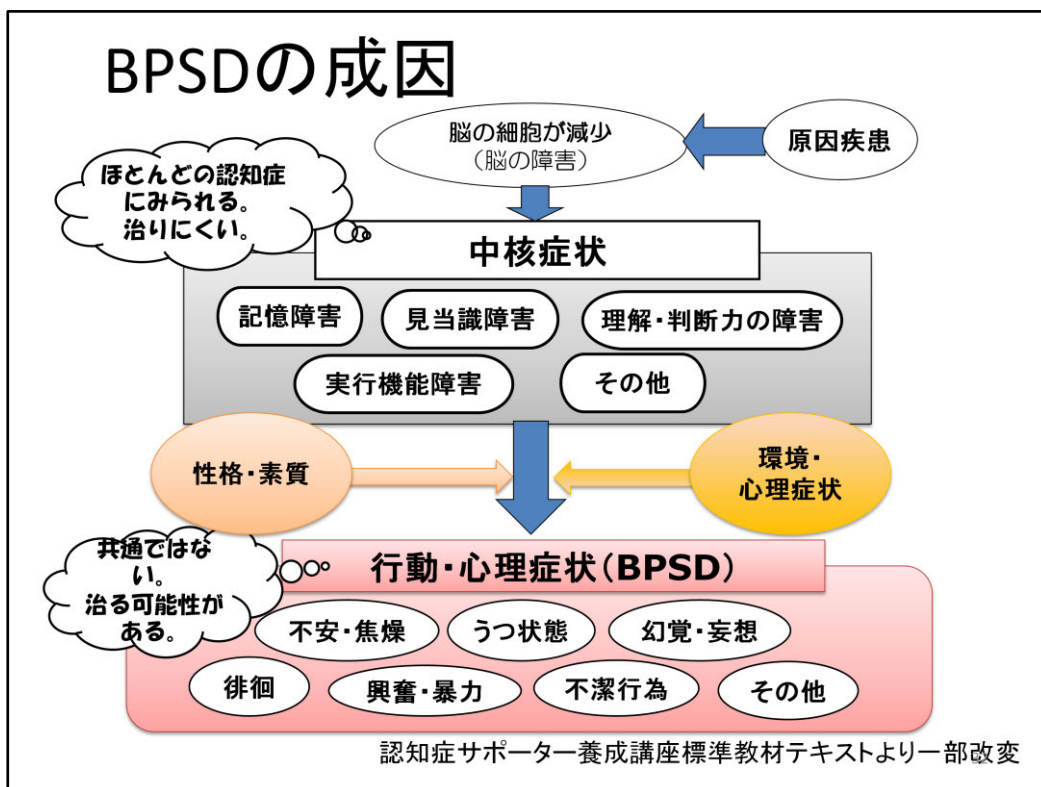 BPSDの成因
脳の細胞が減少
（脳の障害）
原因疾患
ほとんどの認知症
にみられる。
治りにくい。
中核症状
記憶障害
見当識障害
理解・判断力の障害
実行機能障害
その他
性格・素質
環境・
心理症状
共通ではな
い。
治る可能性が
ある。
行動・心理症状（BPSD）
不安・焦燥
うつ状態
幻覚・妄想
徘徊
興奮・暴力
不潔行為
その他
認知症サポーター養成講座標準教材テキストより一部改変